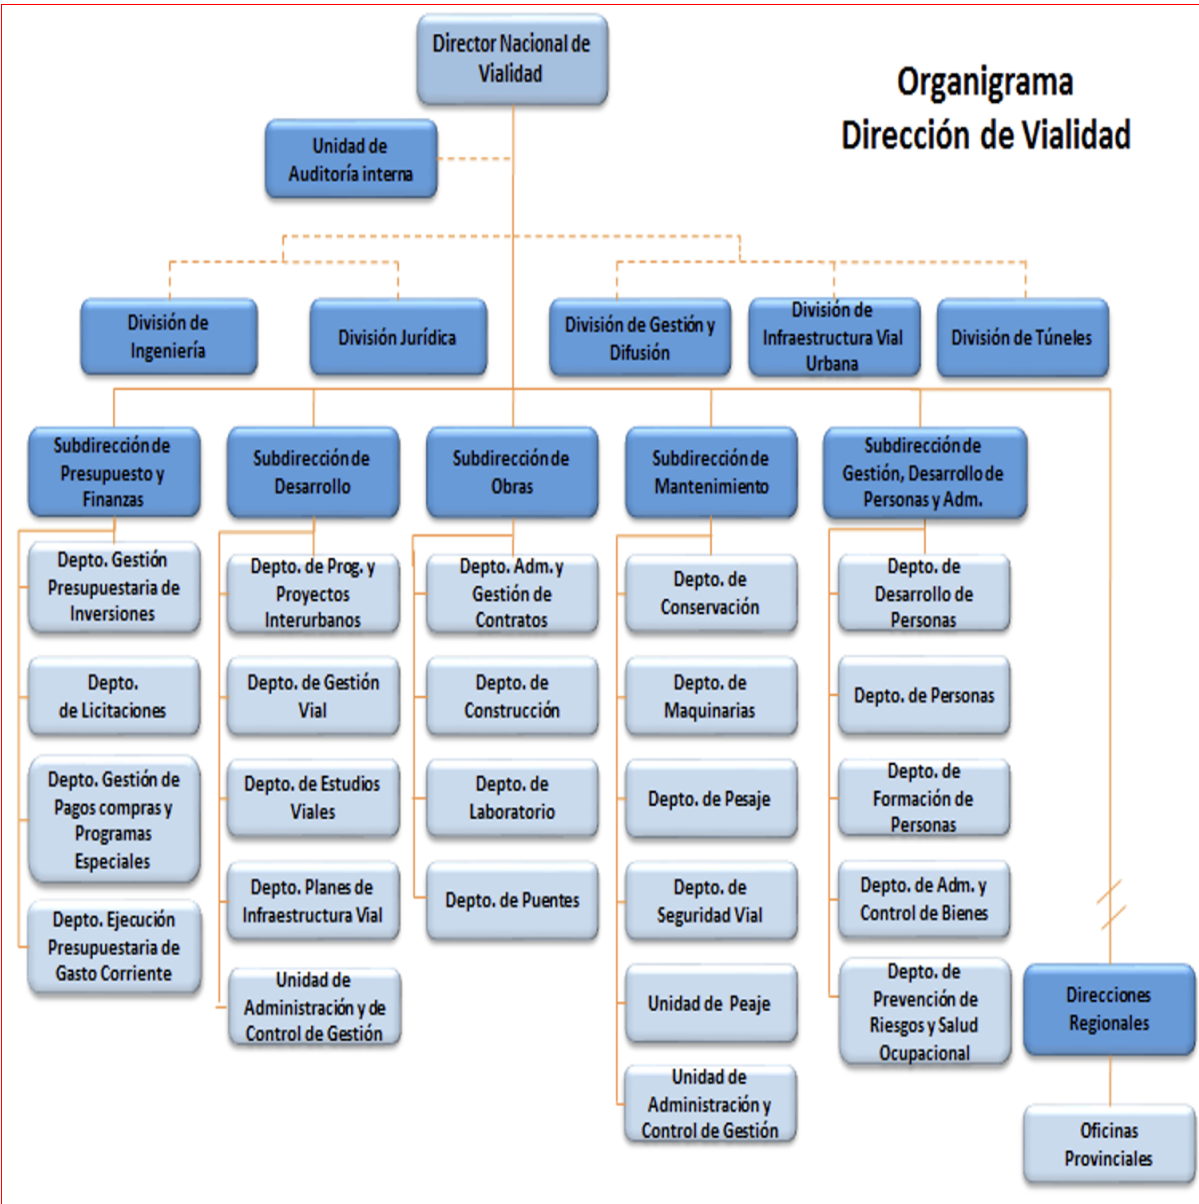 Director Nacional de
Vialidad
Organigrama
Dirección de Vialidad
Unidad de
Auditoría interna
División de
Ingeniería
División Jurídica
División de Gestión y
Difusión
División de
Infraestructura Vial
Urbana
División de Túneles
Subdirección de
Presupuesto y
Finanzas
Subdirección de
Desarrollo
Subdirección de
Obras
Subdirección de
Mantenimiento
Subdirección de
Gestión, Desarrollo de
Personas y Adm.
Depto. Gestión
Presupuestaria de
Inversiones
Depto.
de Licitaciones
Depto. Gestión de
Pagos compras y
Programas
Especiales
Depto. Ejecución
Presupuestaria de
Gasto Corriente
Depto. de Prog. y
Proyectos
Interurbanos
Depto. de Gestión
Vial
Depto. de Estudios
Viales
Depto. Planes de
Infraestructura Vial
Unidad de
Administración y de
Control de Gestión
Depto. Adm. y
Gestión de
Contratos
Depto. de
Construcción
Depto. de
Laboratorio
Depto. de Puentes
Depto. de
Conservación
Depto. de
Maquinarias
Depto. de Pesaje
Depto. de
Seguridad Vial
Unidad de Peaje
Unidad de
Administración y
Control de Gestión
Depto. de
Desarrollo de
Personas
Depto. de Personas
Depto. de
Formación de
Personas
Depto. de Adm. y
Control de Bienes
Depto. de
Prevención de
Riesgos y Salud
Ocupacional
Direcciones
Regionales
Oficinas
Provinciales